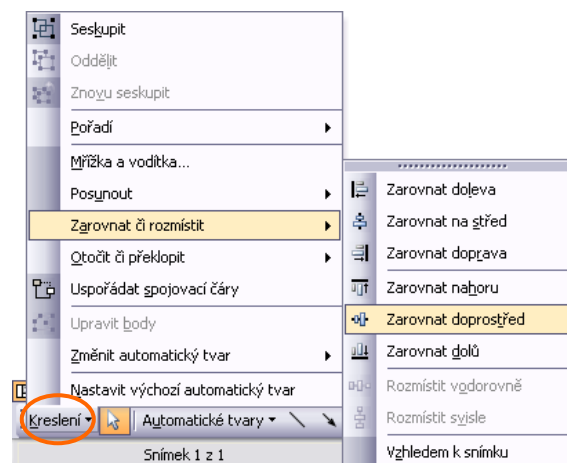 Seskupit
Oddělit
Znovu seskupit
Pořadí
Mřížka a vodítka...
Posunout
Zarovnat či rozmístit
Otočit či překlopit
Uspořádat spojovací čáry
Upravit body
Změnit automatický tvar
Nastavit výchozí automatický tvar
Kreslení
Automatické tvary
Snímek 1 z 1
Zarovnat doleva
Zarovnat na střed
Zarovnat doprava
Zarovnat nahoru
Zarovnat doprostřed
Zarovnat dolů
Rozmístit vodorovně
Rozmístit svisle
Vzhledem k snímku